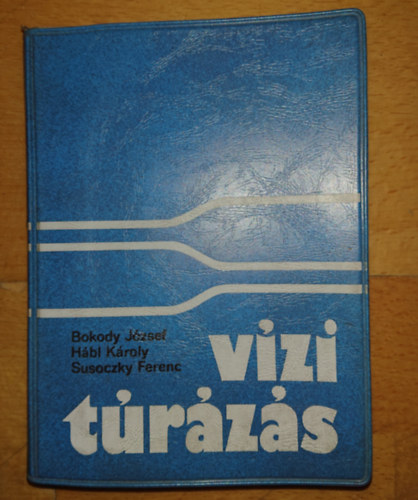 Bokody József
Hábl Károly
Susoczky Ferenc
vízi
túrázás